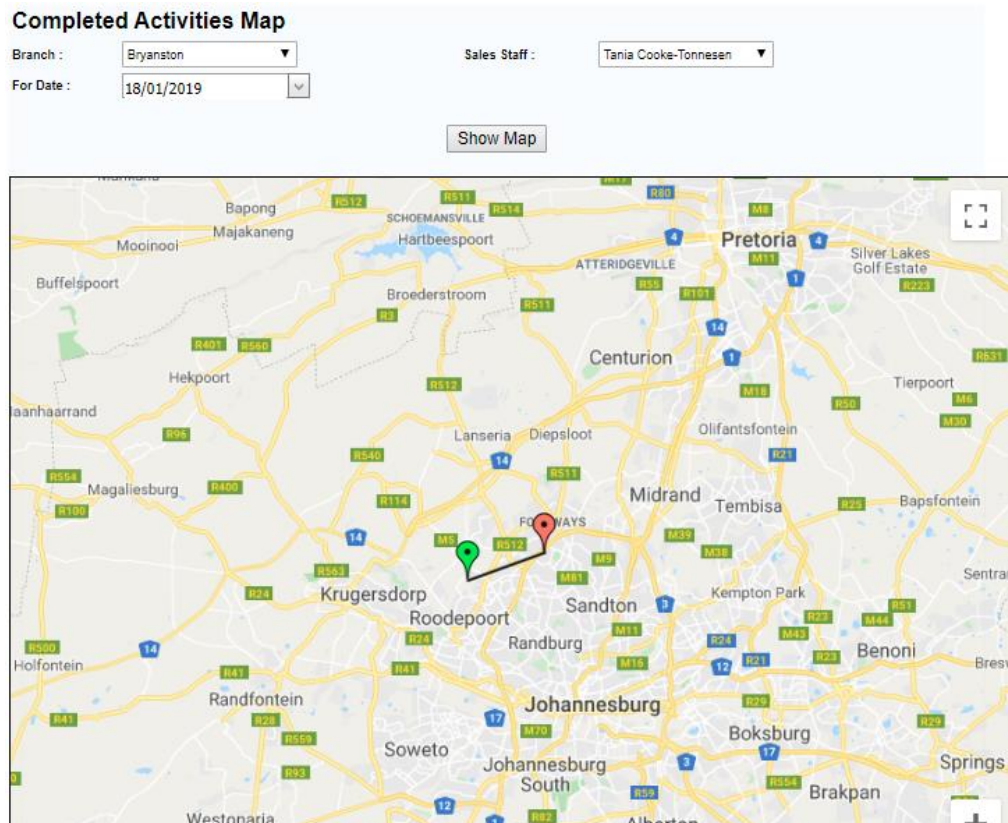 Completed Activities Map
Branch : Bryanston Sales Staff : Tania Cooke-Tonnesen
For Date : 18/01/2019
Show Map
R80
R511
R512
R514
Bapong
M8
SCHOEMANSVILLE
Majakaneng
Hartbeespoort
Mooinooi
4
Pretoria
4
M11
Silver Lakes
Golf Estate
ATTERIDGEVILLE
Buffelspoort
R55
1
R223
Broederstroom
R101
R511
R3
14
R401
R560
Centurion
1
R631
Hekpoort
R512
M18
Tierpoort
M6
R50
M30
R96
Lanseria
Diepsloot
Olifantsfontein
R540
14
R21
R554
R511
Magaliesburg
R400
Midrand
R114
Tembisa
R25
Bapsfontein
R100
14
M5
R512
M39
M38
M9
R563
M81
R24
Krugersdorp
Kempton Park
Sandton
3
R51
Roodepoort
R23
M44
R500
R24
Randburg
M11
R24
M43
14
Benoni
Holfontein
R41
M16
12
R21
R23
R41
Randfontein
R29
Johannesburg
R41
R28
17
R29
M70
Boksburg
R559
Soweto
17
Johannesburg
South
3
Springs
R93
R554
R59
Brakpan
12
R82
1